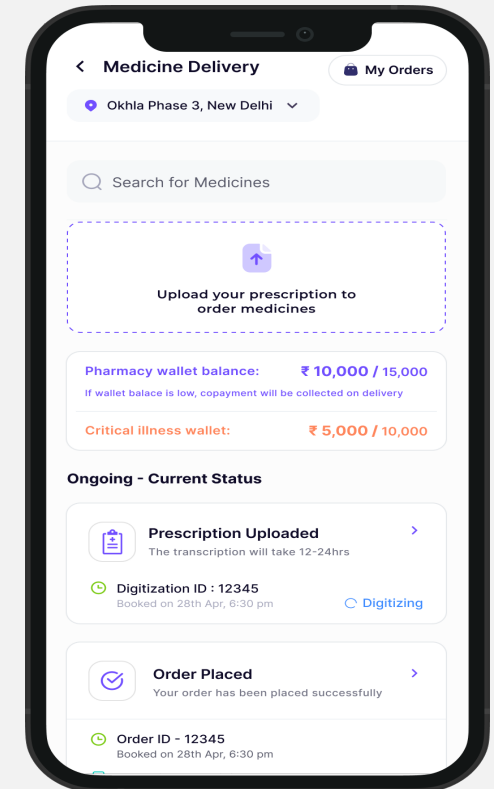 Medicine Delivery
My Orders
Okhla Phase 3, New Delhi
Search for Medicines
Upload your prescription to
order medicines
Pharmacy wallet balance: ₹ 10,000 / 15,000
If wallet balace is low, copayment will be collected on delivery
Critical illness wallet: ₹ 5,000 / 10,000
Ongoing - Current Status
Prescription Uploaded
The transcription will take 12-24hrs
Digitization ID : 12345
Booked on 28th Apr, 6:30 pm
Digitizing
Order Placed
Your order has been placed successfully
Order ID - 12345
Booked on 28th Apr, 6:30 pm